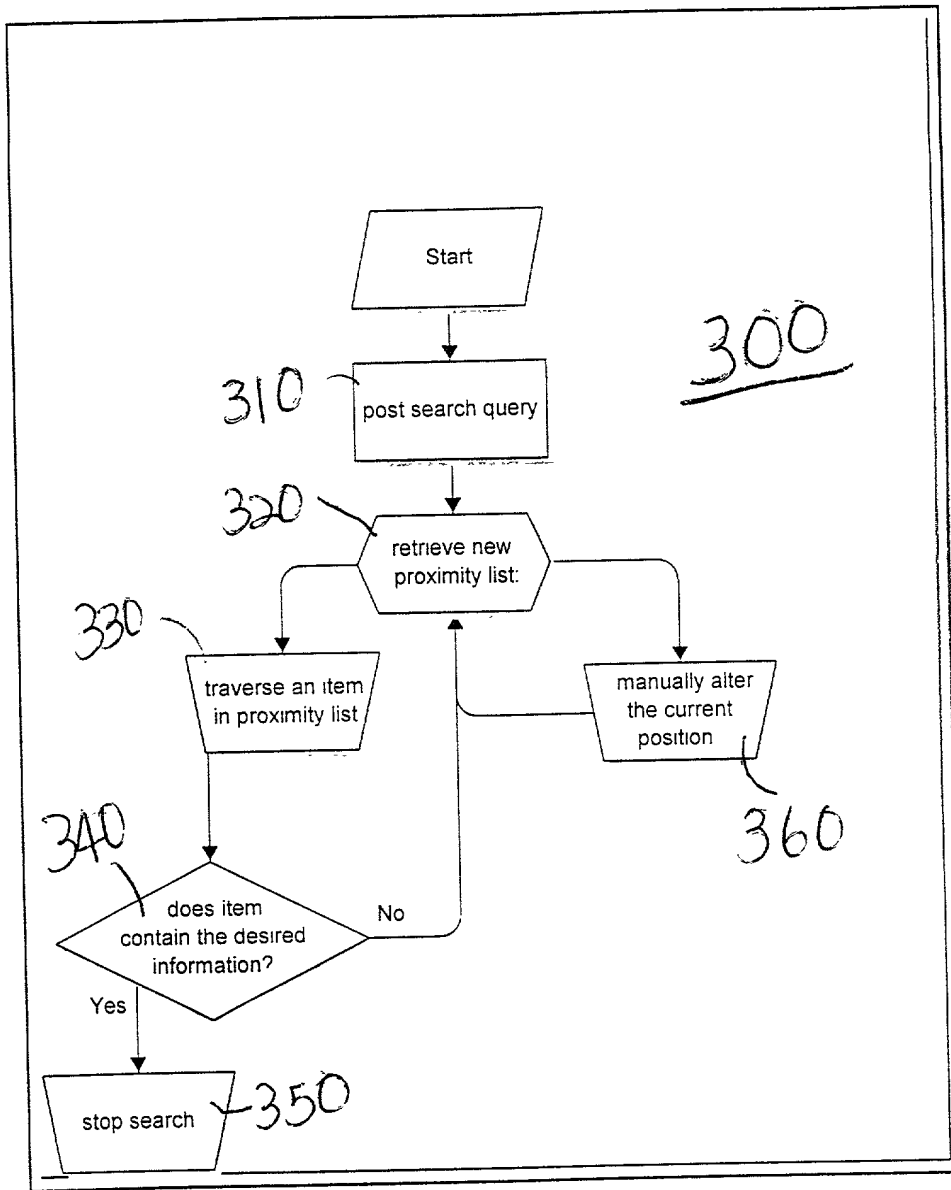 Start
300
310
post search query
320
retrieve new
proximity list:
330
traverse an item
in proximity list
manually alter
the current
position
360
340
does item
contain the desired
information?
No
Yes
stop search
350